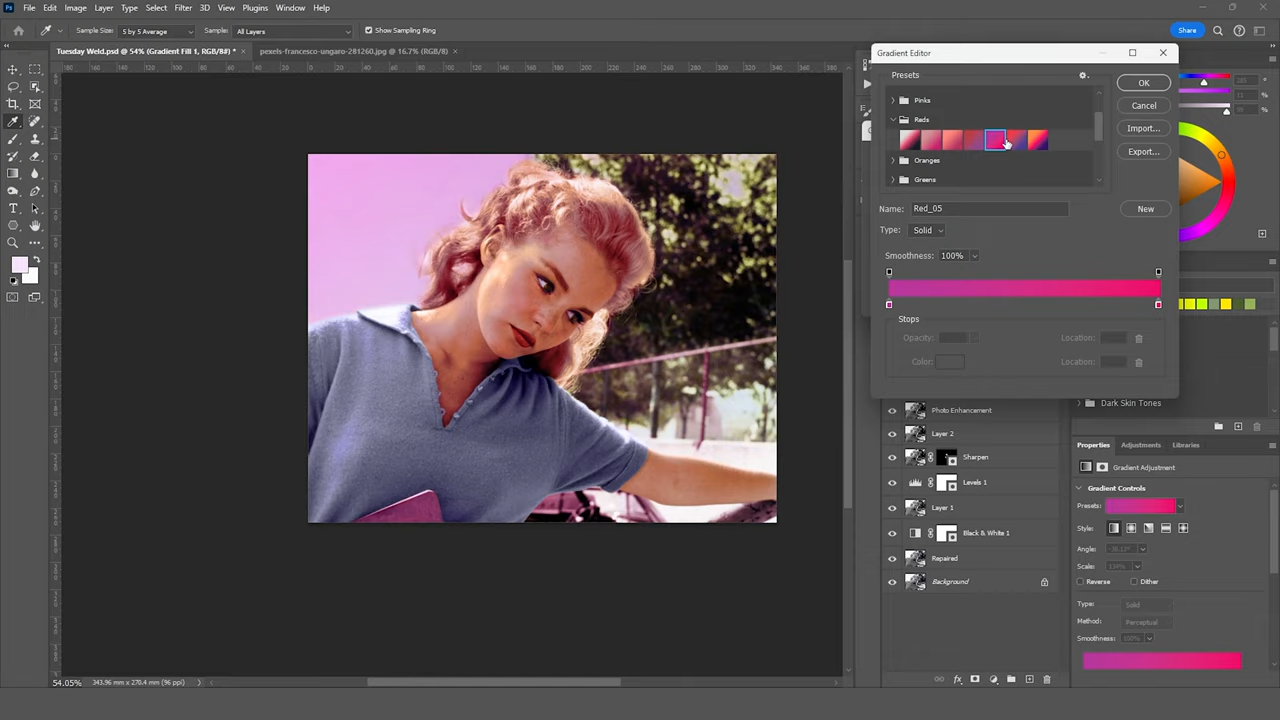 Ps File Edit Image Layer Type Select Filter 3D View Plugins Window Help
Sample Size: 5 by 5 Average Sample: All Layers Show Sampling Ring Share
Tuesday Weld.psd @ 54% (Gradient Fill 1, RGB/8#) * × pexels-francesco-ungaro-281260.jpg @ 16.7% (RGB/8) ×
Gradient Editor
Presets
OK
Pinks
Cancel
Reds
Import...
Export...
Oranges
Greens
Name: Red_05
New
Type: Solid
Smoothness: 100%
Stops
Opacity: Location:
Color: Location:
Dark Skin Tones
Photo Enhancement
Layer 2
Sharpen
Levels 1
Layer 1
Black & White 1
Repaired
Background
Properties Adjustments Libraries
Gradient Adjustment
Gradient Controls
Presets:
Style:
Angle: -36.17°
Scale: 134%
Reverse Dither
Type: Solid
Method: Perceptual
Smoothness: 100%
54.05% 343.96 mm x 270.4 mm (96 ppi)